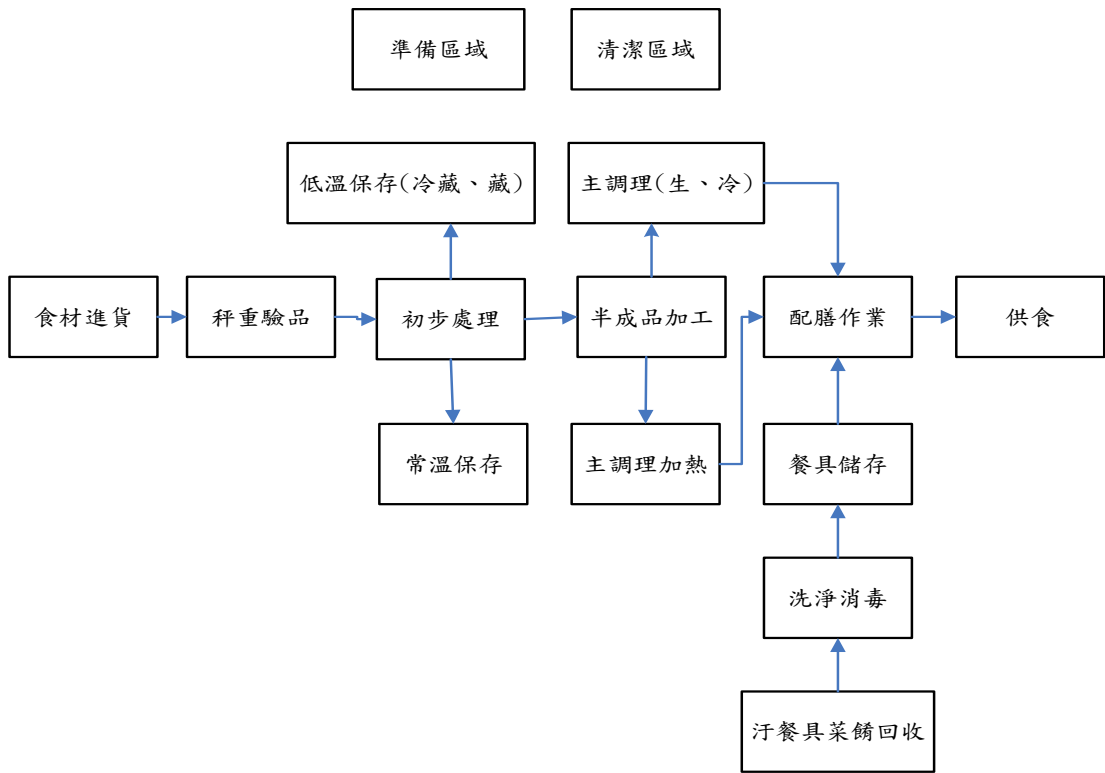 準備區域
清潔區域
低溫保存(冷藏、藏)
主調理(生、冷)
食材進貨
秤重驗品
初步處理
半成品加工
配膳作業
供食
常溫保存
主調理加熱
餐具儲存
洗淨消毒
汙餐具菜餚回收